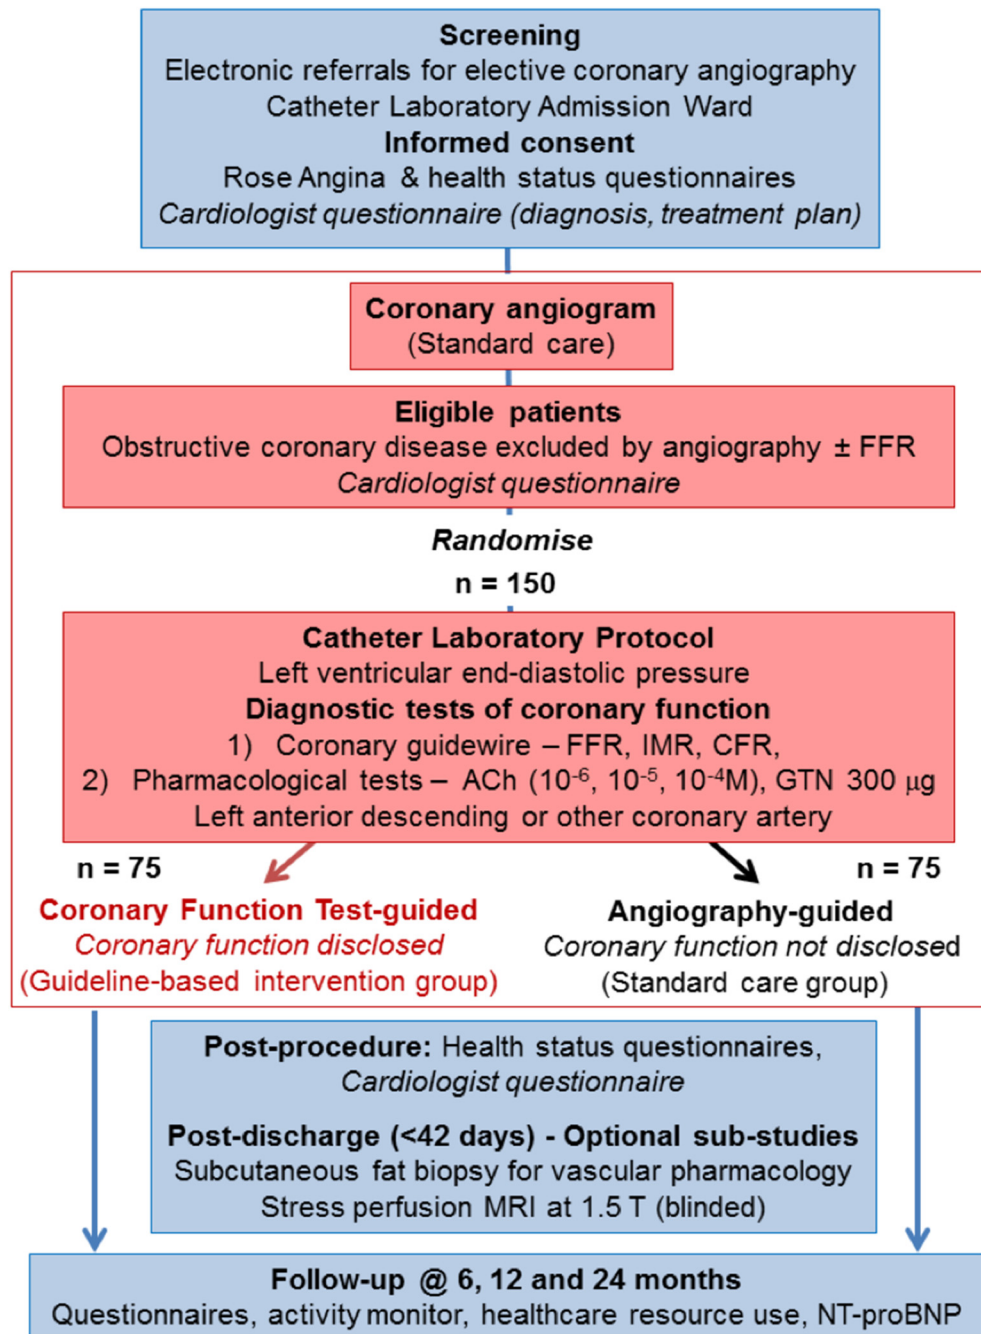 Screening
Electronic referrals for elective coronary angiography
Catheter Laboratory Admission Ward
Informed consent
Rose Angina & health status questionnaires
Cardiologist questionnaire (diagnosis, treatment plan)
Coronary angiogram
(Standard care)
Eligible patients
Obstructive coronary disease excluded by angiography ± FFR
Cardiologist questionnaire
Randomise
n = 150
Catheter Laboratory Protocol
Left ventricular end-diastolic pressure
Diagnostic tests of coronary function
1) Coronary guidewire – FFR, IMR, CFR,
2) Pharmacological tests – ACh (10⁻⁶, 10⁻⁵, 10⁻⁴M), GTN 300 µg
Left anterior descending or other coronary artery
n = 75
Coronary Function Test-guided
Coronary function disclosed
(Guideline-based intervention group)
n = 75
Angiography-guided
Coronary function not disclosed
(Standard care group)
Post-procedure: Health status questionnaires,
Cardiologist questionnaire
Post-discharge (<42 days) - Optional sub-studies
Subcutaneous fat biopsy for vascular pharmacology
Stress perfusion MRI at 1.5 T (blinded)
Follow-up @ 6, 12 and 24 months
Questionnaires, activity monitor, healthcare resource use, NT-proBNP